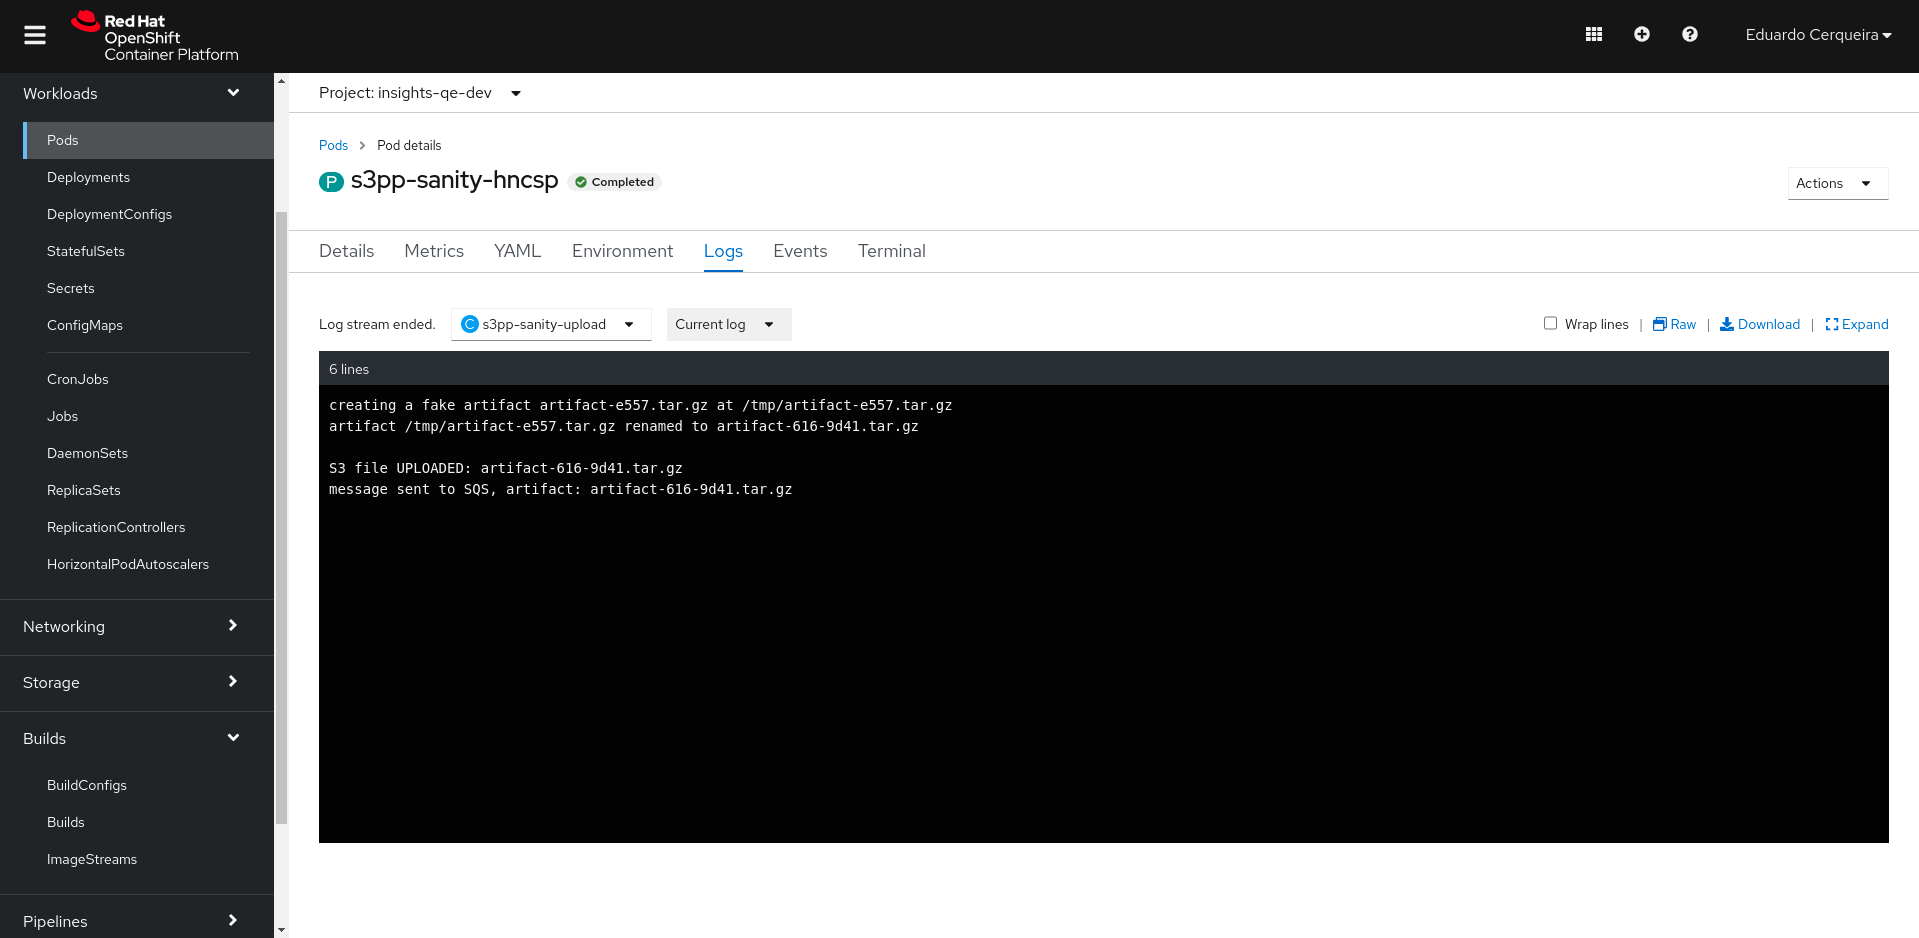 Red Hat
OpenShift
Container Platform
Eduardo Cerqueira
Workloads
Pods
Deployments
DeploymentConfigs
StatefulSets
Secrets
ConfigMaps
CronJobs
Jobs
DaemonSets
ReplicaSets
ReplicationControllers
HorizontalPodAutoscalers
Networking
Storage
Builds
BuildConfigs
Builds
ImageStreams
Pipelines
Project: insights-qe-dev
Pods > Pod details
P s3pp-sanity-hncsp Completed
Actions
Details Metrics YAML Environment Logs Events Terminal
Log stream ended. C s3pp-sanity-upload Current log Wrap lines | Raw | Download | Expand
6 lines
creating a fake artifact artifact-e557.tar.gz at /tmp/artifact-e557.tar.gz
artifact /tmp/artifact-e557.tar.gz renamed to artifact-616-9d41.tar.gz
S3 file UPLOADED: artifact-616-9d41.tar.gz
message sent to SQS, artifact: artifact-616-9d41.tar.gz